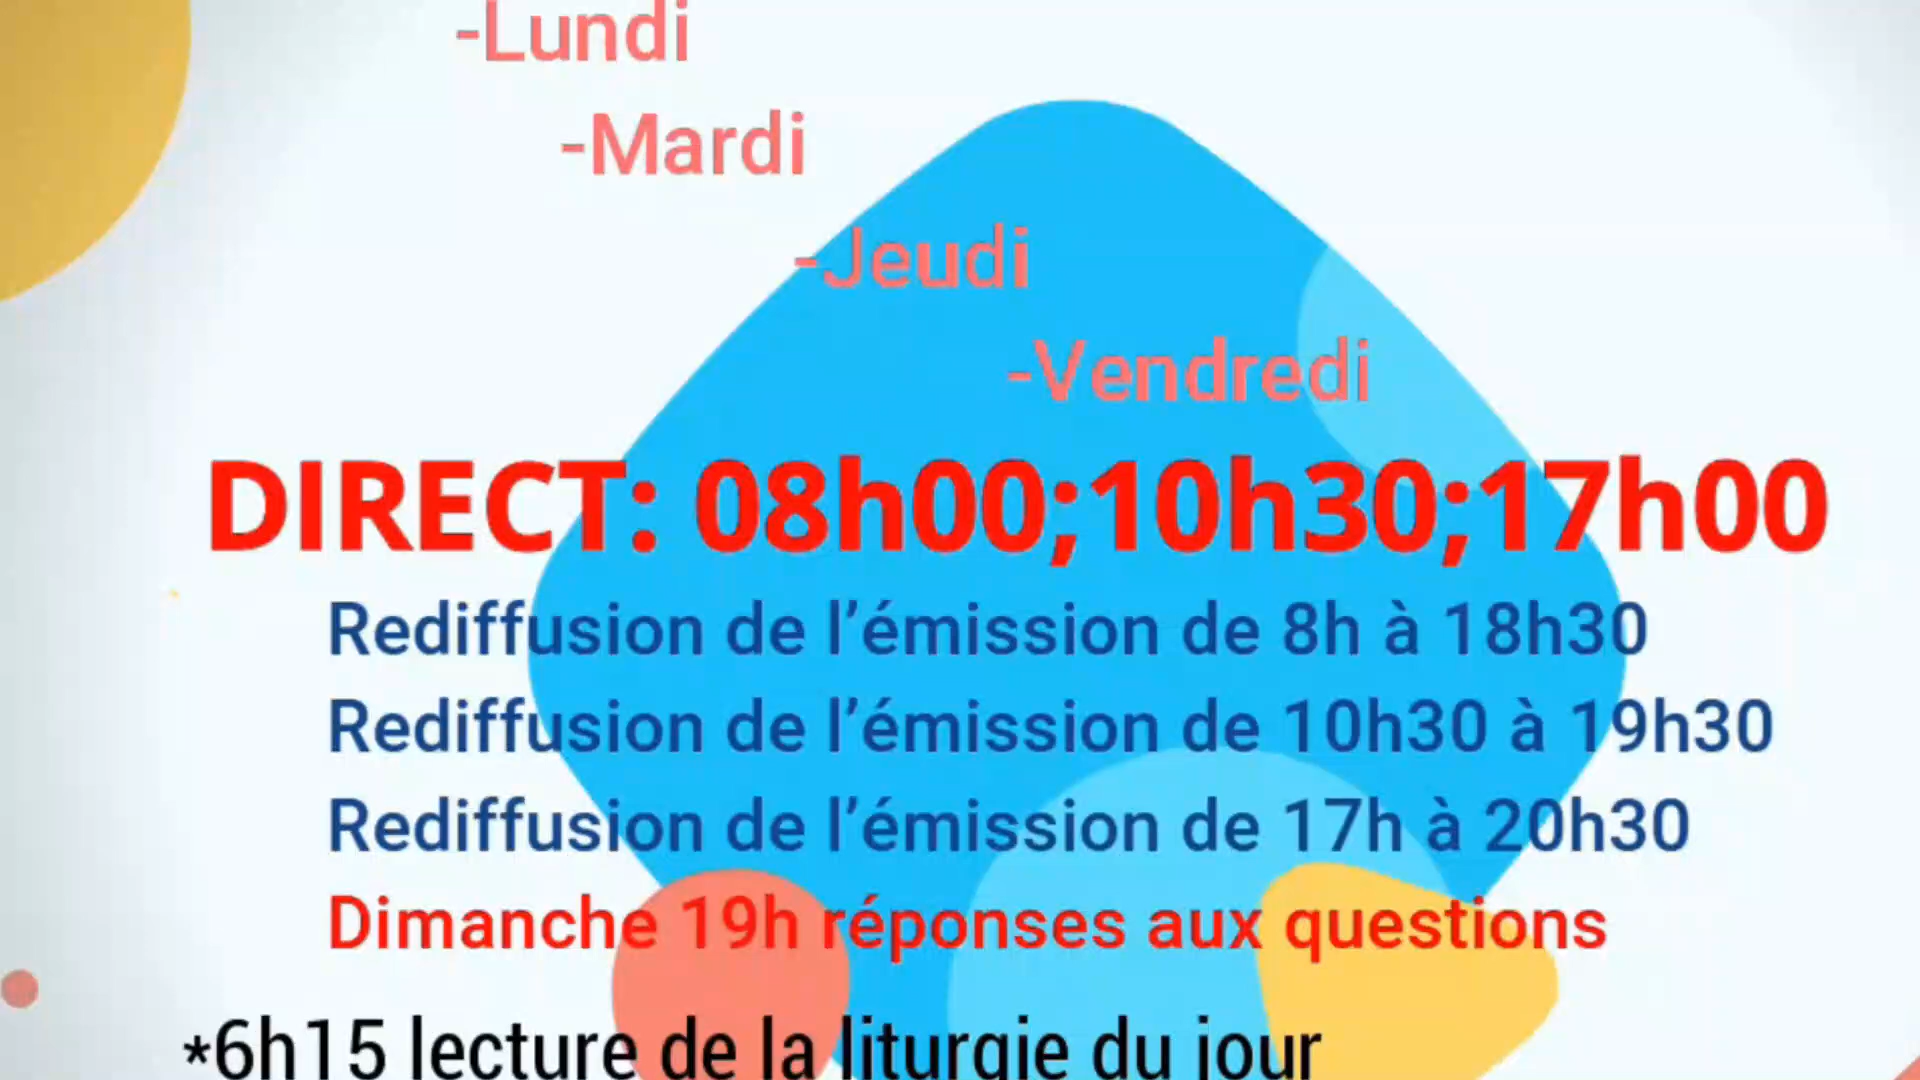 -Lundi
-Mardi
-Jeudi
-Vendredi
DIRECT: 08h00;10h30;17h00
Rediffusion de l’émission de 8h à 18h30
Rediffusion de l’émission de 10h30 à 19h30
Rediffusion de l’émission de 17h à 20h30
Dimanche 19h réponses aux questions
*6h15 lecture de la liturgie du jour